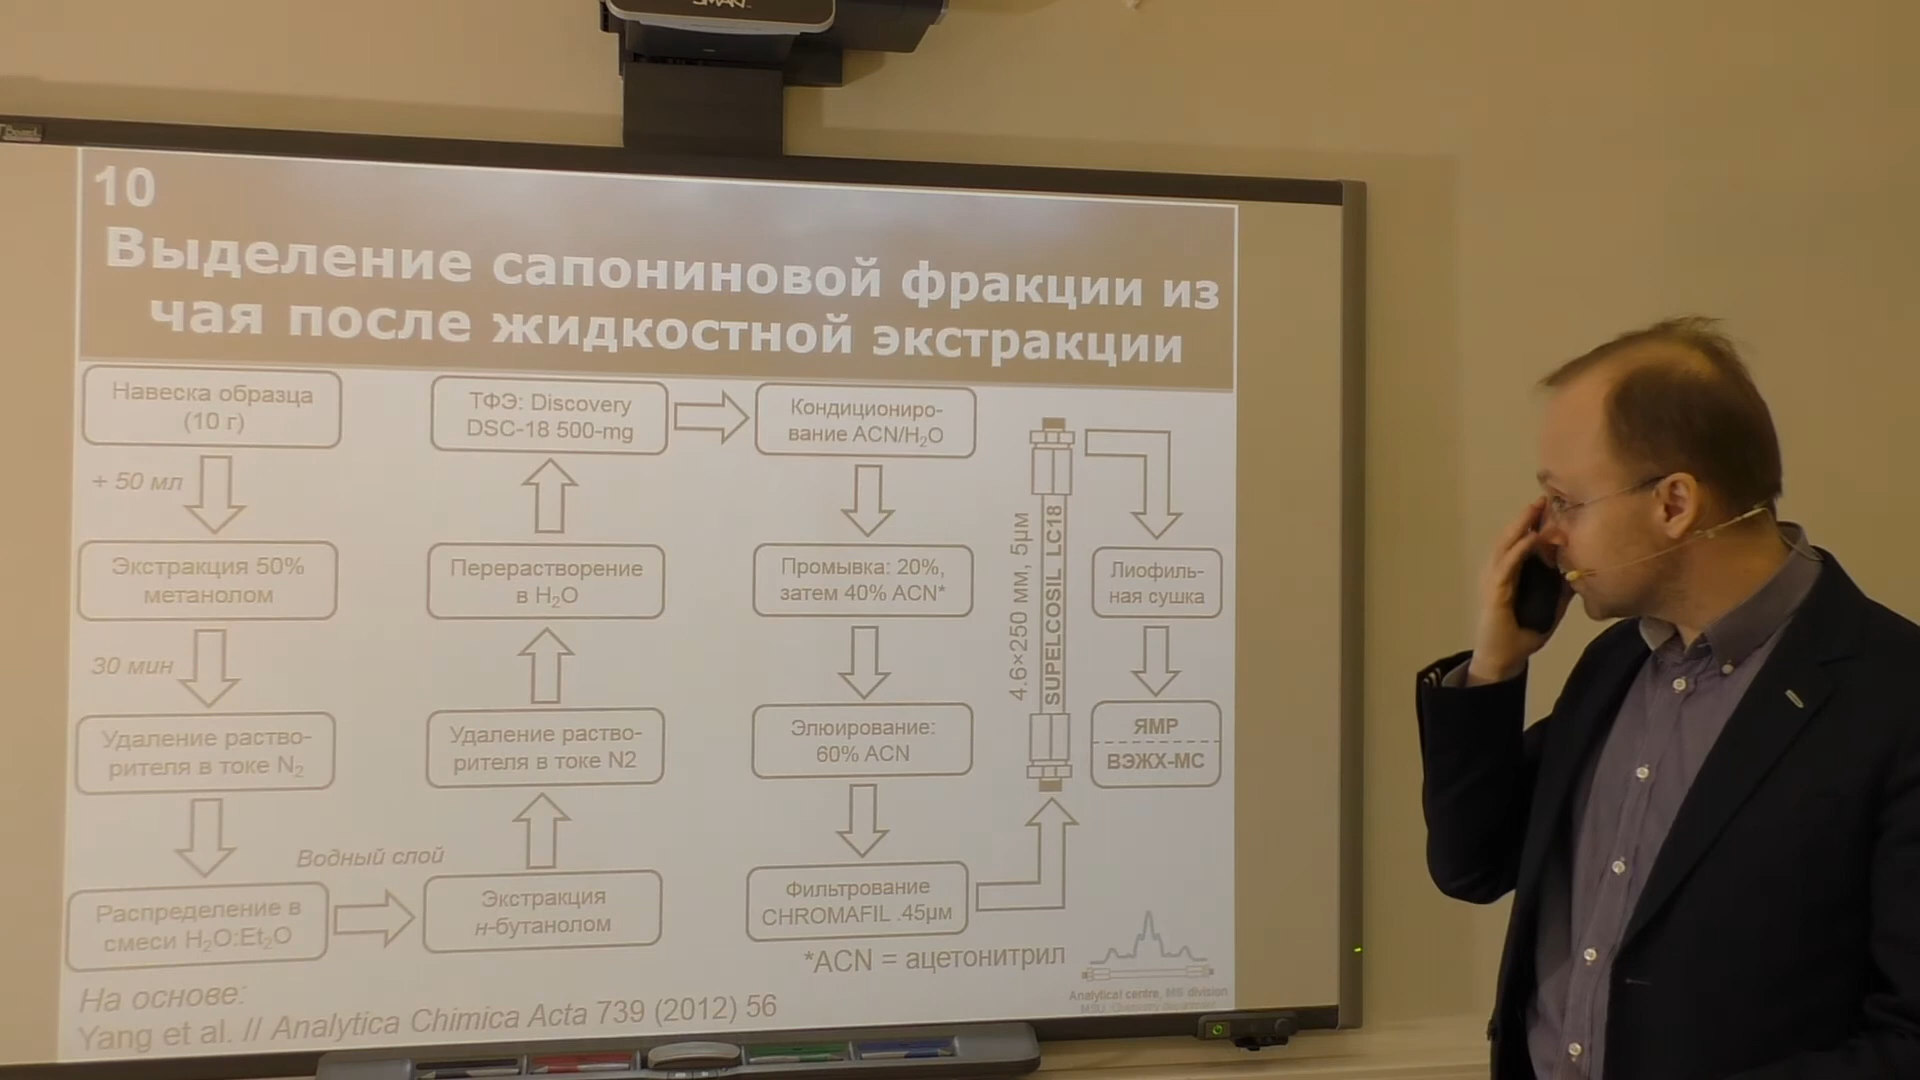 SMART
10
Выделение сапониновой фракции из
чая после жидкостной экстракции
Навеска образца
(10 г)
+ 50 мл
Экстракция 50%
метанолом
30 мин
Удаление раство-
рителя в токе N₂
Распределение в
смеси H₂O:Et₂O
Водный слой
Экстракция
н-бутанолом
Удаление раство-
рителя в токе N2
Перерастворение
в H₂O
ТФЭ: Discovery
DSC-18 500-mg
Кондициониро-
вание ACN/H₂O
Промывка: 20%,
затем 40% ACN*
Элюирование:
60% ACN
Фильтрование
CHROMAFIL .45µм
4.6×250 мм, 5µм
SUPELCOSIL LC18
Лиофиль-
ная сушка
ЯМР
ВЭЖХ-МС
*ACN = ацетонитрил
На основе:
Yang et al. // Analytica Chimica Acta 739 (2012) 56
Analytical centre, MS division